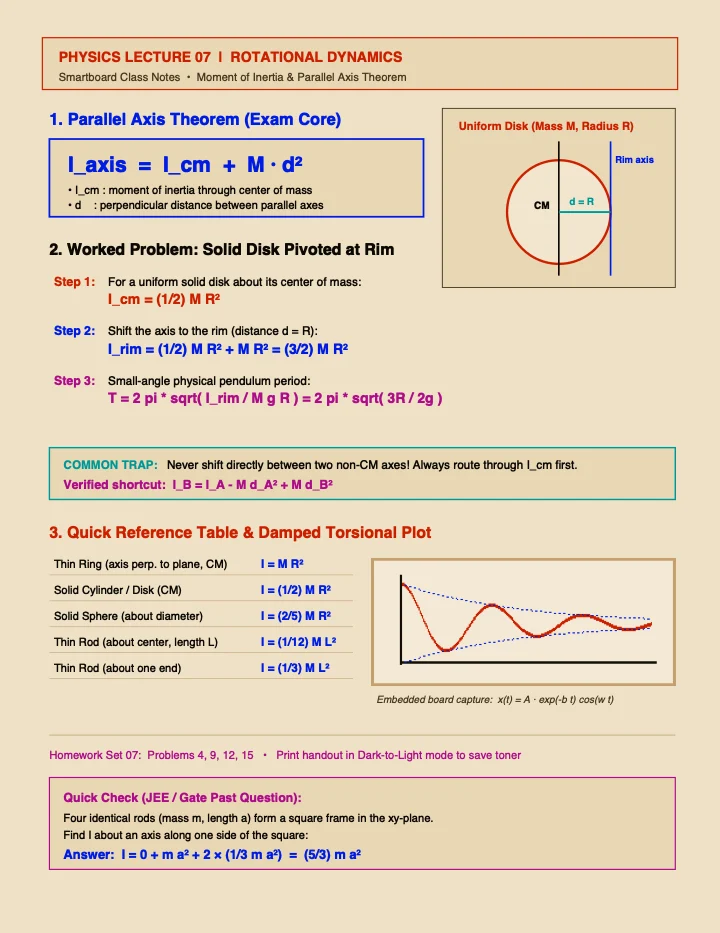 PHYSICS LECTURE 07 | ROTATIONAL DYNAMICS
Smartboard Class Notes • Moment of Inertia & Parallel Axis Theorem
1. Parallel Axis Theorem (Exam Core)
I_axis = I_cm + M · d²
• I_cm : moment of inertia through center of mass
• d : perpendicular distance between parallel axes
Uniform Disk (Mass M, Radius R)
Rim axis
CM
d = R
2. Worked Problem: Solid Disk Pivoted at Rim
Step 1: For a uniform solid disk about its center of mass:
I_cm = (1/2) M R²
Step 2: Shift the axis to the rim (distance d = R):
I_rim = (1/2) M R² + M R² = (3/2) M R²
Step 3: Small-angle physical pendulum period:
T = 2 pi * sqrt( I_rim / M g R ) = 2 pi * sqrt( 3R / 2g )
COMMON TRAP: Never shift directly between two non-CM axes! Always route through I_cm first.
Verified shortcut: I_B = I_A - M d_A² + M d_B²
3. Quick Reference Table & Damped Torsional Plot
Thin Ring (axis perp. to plane, CM) I = M R²
Solid Cylinder / Disk (CM) I = (1/2) M R²
Solid Sphere (about diameter) I = (2/5) M R²
Thin Rod (about center, length L) I = (1/12) M L²
Thin Rod (about one end) I = (1/3) M L²
Embedded board capture: x(t) = A · exp(-b t) cos(w t)
Homework Set 07: Problems 4, 9, 12, 15 • Print handout in Dark-to-Light mode to save toner
Quick Check (JEE / Gate Past Question):
Four identical rods (mass m, length a) form a square frame in the xy-plane.
Find I about an axis along one side of the square:
Answer: I = 0 + m a² + 2 × (1/3 m a²) = (5/3) m a²